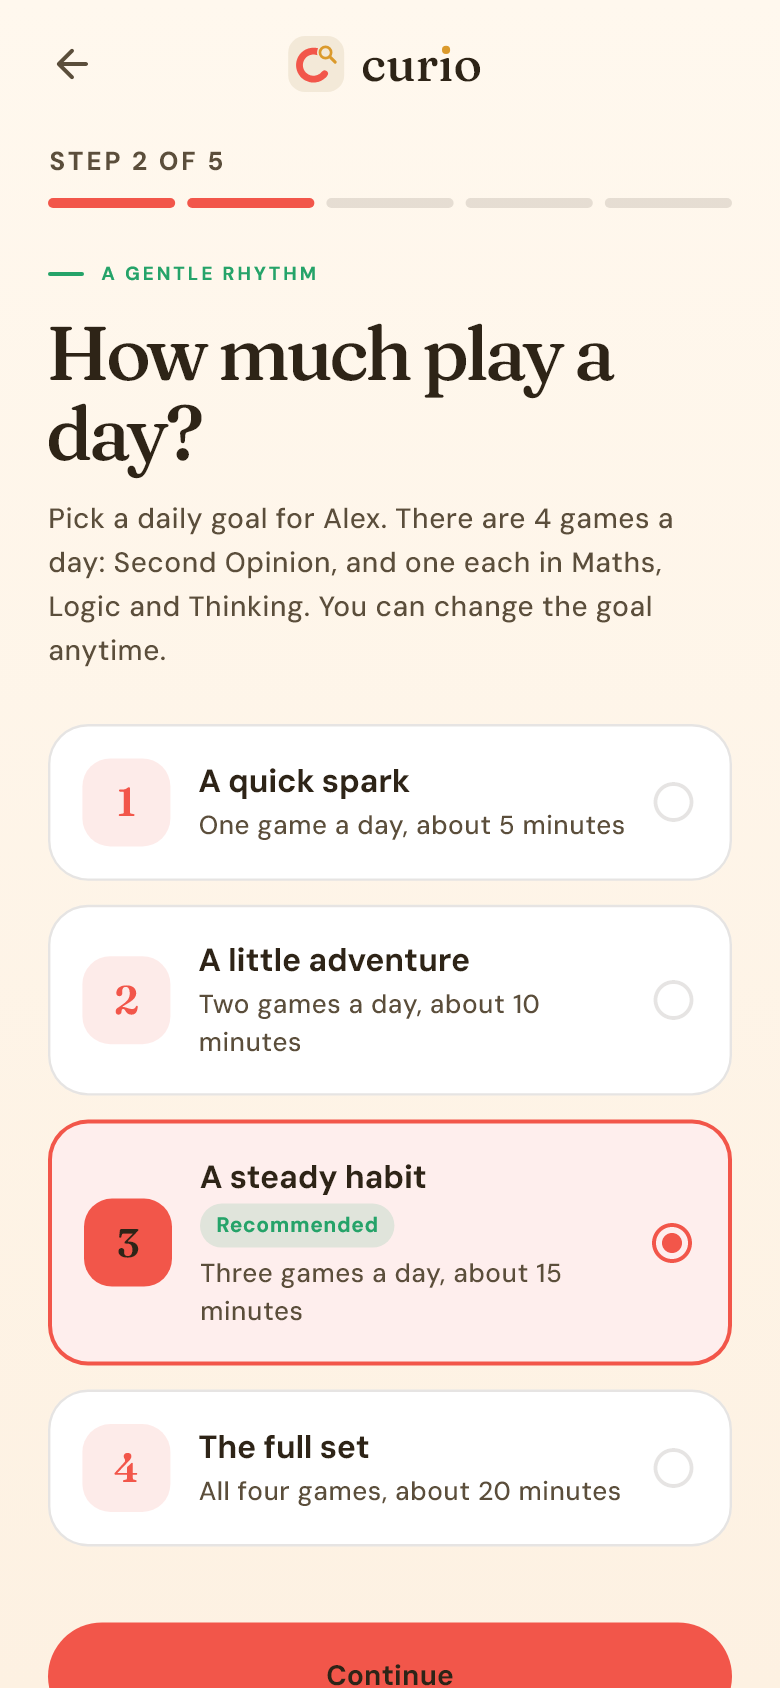 curio
STEP 2 OF 5
A GENTLE RHYTHM
How much play a
day?
Pick a daily goal for Alex. There are 4 games a
day: Second Opinion, and one each in Maths,
Logic and Thinking. You can change the goal
anytime.
1
A quick spark
One game a day, about 5 minutes
2
A little adventure
Two games a day, about 10
minutes
3
A steady habit
Recommended
Three games a day, about 15
minutes
4
The full set
All four games, about 20 minutes
Continue